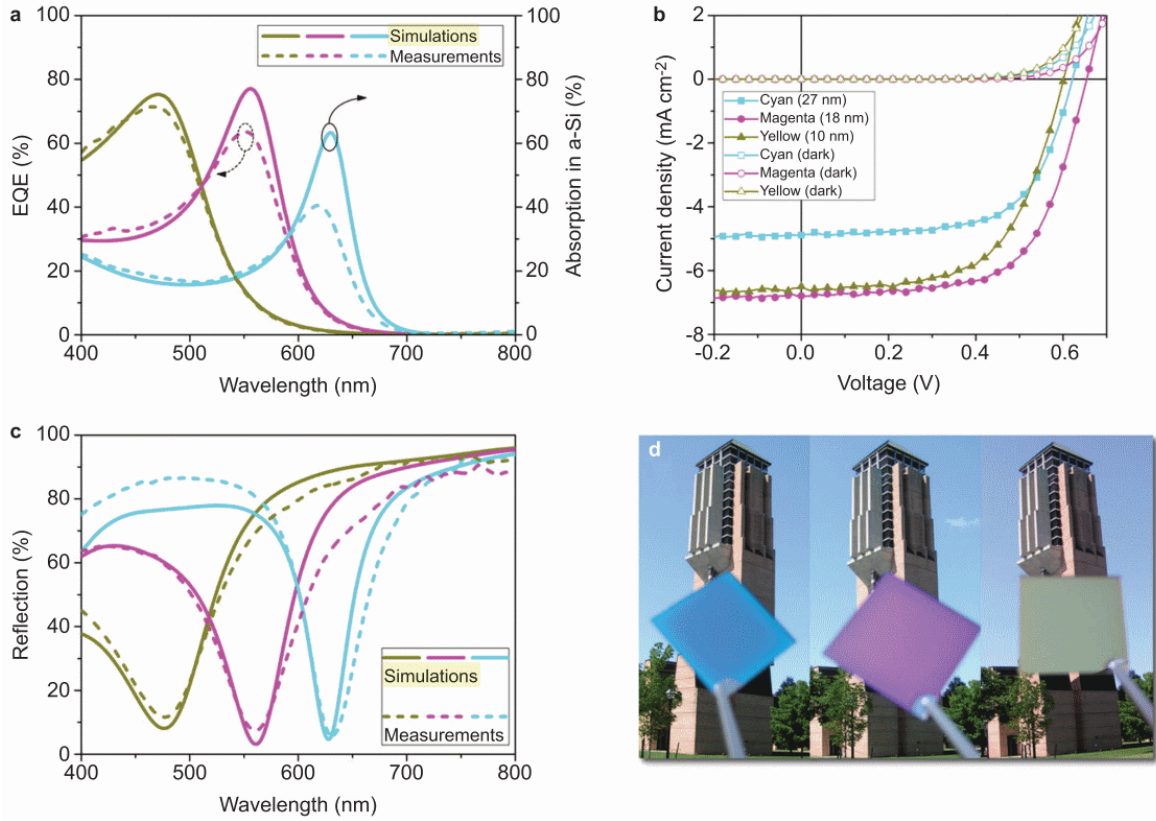 a
100
80
60
40
20
0
EQE (%)
400 500 600 700 800
Wavelength (nm)
100
80
60
40
20
0
Absorption in a-Si (%)
Simulations
Measurements
b
2
0
-2
-4
-6
-8
Current density (mA cm-2)
-0.2 0.0 0.2 0.4 0.6
Voltage (V)
Cyan (27 nm)
Magenta (18 nm)
Yellow (10 nm)
Cyan (dark)
Magenta (dark)
Yellow (dark)
c
100
80
60
40
20
0
Reflection (%)
400 500 600 700 800
Wavelength (nm)
Simulations
Measurements
d